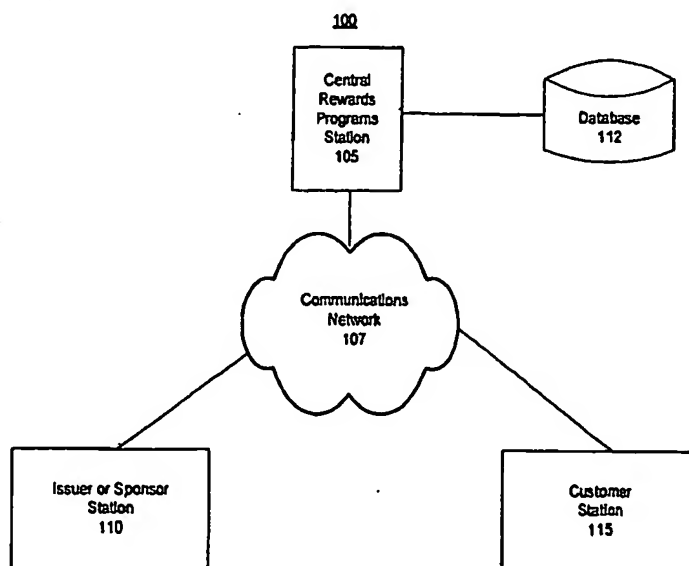 100
Central
Rewards
Programs
Station
105
Database
112
Communications
Network
107
Issuer or Sponsor
Station
110
Customer
Station
115